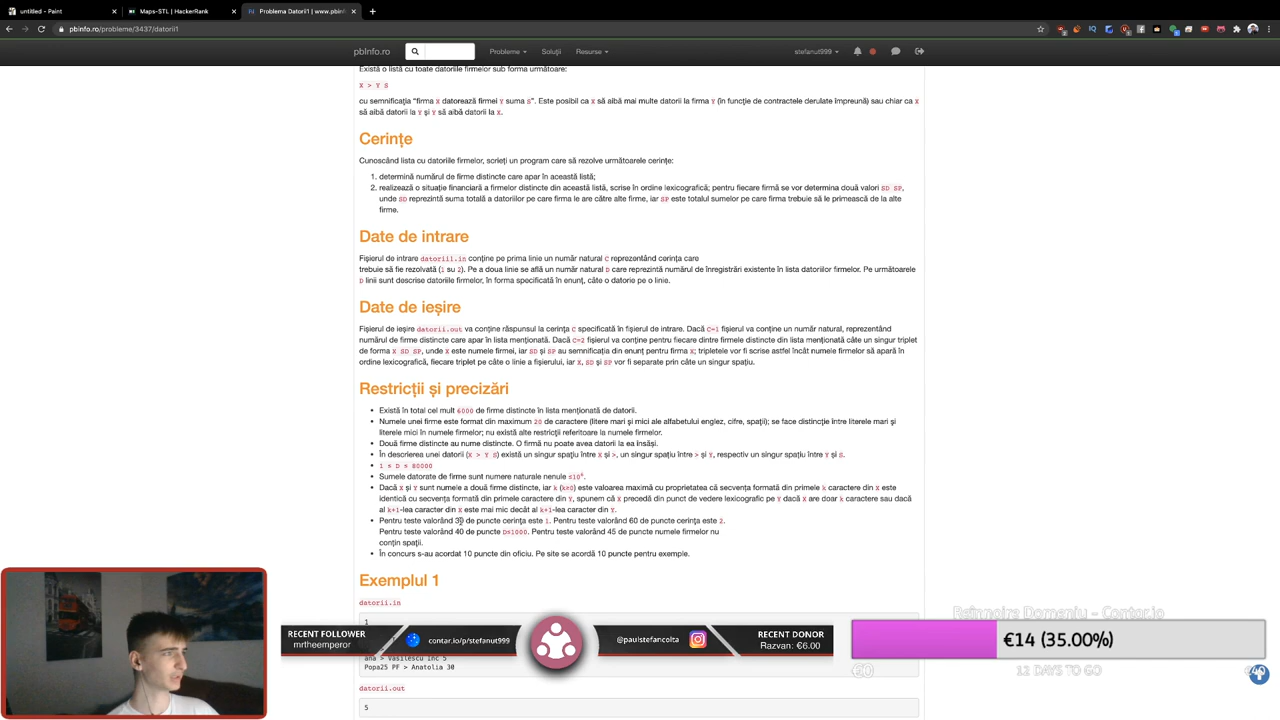 untitled - Paint
Maps-STL | HackerRank
Problema Datorii1 | www.pbinfo
pbinfo.ro/probleme/3437/datorii1
pbInfo.ro
Probleme
Soluții
Resurse
stefanut999
Există o listă cu toate datoriile firmelor sub forma următoare:
X > Y S
cu semnificația "firma X datorează firmei Y suma S". Este posibil ca X să aibă mai multe datorii la firma Y (în funcție de contractele derulate împreună) sau chiar ca X
să aibă datorii la Y și Y să aibă datorii la X.
Cerințe
Cunoscând lista cu datoriile firmelor, scrieți un program care să rezolve următoarele cerințe:
1. determină numărul de firme distincte care apar în această listă;
2. realizează o situație financiară a firmelor distincte din această listă, scrise în ordine lexicografică; pentru fiecare firmă se vor determina două valori SD SP,
unde SD reprezintă suma totală a datoriilor pe care firma le are către alte firme, iar SP este totalul sumelor pe care firma trebuie să le primească de la alte
firme.
Date de intrare
Fișierul de intrare datorii1.in conține pe prima linie un număr natural C reprezentând cerința care
trebuie să fie rezolvată (1 su 2). Pe a doua linie se află un număr natural D care reprezintă numărul de înregistrări existente în lista datoriilor firmelor. Pe următoarele
D linii sunt descrise datoriile firmelor, în forma specificată în enunț, câte o datorie pe o linie.
Date de ieșire
Fișierul de ieșire datorii.out va conține răspunsul la cerința C specificată în fișierul de intrare. Dacă C=1 fișierul va conține un număr natural, reprezentând
numărul de firme distincte care apar în lista menționată. Dacă C=2 fișierul va conține pentru fiecare dintre firmele distincte din lista menționată câte un singur triplet
de forma X SD SP, unde X este numele firmei, iar SD și SP au semnificația din enunț pentru firma X; tripletele vor fi scrise astfel încât numele firmelor să apară în
ordine lexicografică, fiecare triplet pe câte o linie a fișierului, iar X, SD și SP vor fi separate prin câte un singur spațiu.
Restricții și precizări
Există în total cel mult 6000 de firme distincte în lista menționată de datorii.
Numele unei firme este format din maximum 20 de caractere (litere mari și mici ale alfabetului englez, cifre, spații); se face distincție între literele mari și
literele mici în numele firmelor; nu există alte restricții referitoare la numele firmelor.
Două firme distincte au nume distincte. O firmă nu poate avea datorii la ea însăși.
În descrierea unei datorii (X > Y S) există un singur spațiu între X și >, un singur spațiu între > și Y, respectiv un singur spațiu între Y și S.
1 ≤ D ≤ 80000
Sumele datorate de firme sunt numere naturale nenule ≤10⁶.
Dacă X și Y sunt numele a două firme distincte, iar k (k≥0) este valoarea maximă cu proprietatea că secvența formată din primele k caractere din X este
identică cu secvența formată din primele caractere din Y, spunem că X precedă din punct de vedere lexicografic pe Y dacă X are doar k caractere sau dacă
al k+1-lea caracter din X este mai mic decât al k+1-lea caracter din Y.
Pentru teste valorând 30 de puncte cerința este 1. Pentru teste valorând 60 de puncte cerința este 2.
Pentru teste valorând 40 de puncte D≤1000. Pentru teste valorând 45 de puncte numele firmelor nu
conțin spații.
În concurs s-au acordat 10 puncte din oficiu. Pe site se acordă 10 puncte pentru exemple.
Exemplul 1
datorii.in
1
ana > Vasilescu Inc 5
Popa25 PF > Anatolia 30
datorii.out
5
RECENT FOLLOWER
mrtheemperor
contar.io/p/stefanut999
@paulstefancolta
RECENT DONOR
Razvan: €6.00
Reînnoire Domeniu - Contor.io
€14 (35.00%)
€0
€40
12 DAYS TO GO